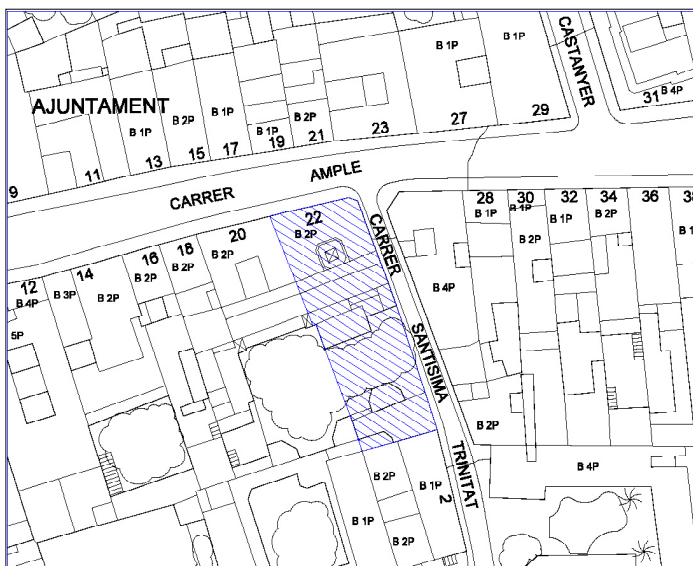 CASTANYER
B 1P
B 1P
31
B 4P
29
27
AJUNTAMENT
B 1P
B 2P
B 1P
B 1P
B 2P
23
21
19
17
15
13
11
9
CARRER AMPLE
CARRER SANTISIMA TRINITAT
22
B 2P
20
B 2P
18
B 2P
16
B 2P
14
B 2P
B 3P
12
B 4P
5P
28
B 1P
30
B 1P
B 2P
32
B 1P
34
B 2P
36
38
B 1
B 4P
B 2P
B 4P
B 2P
B 1P
2
B 1P
B 2P